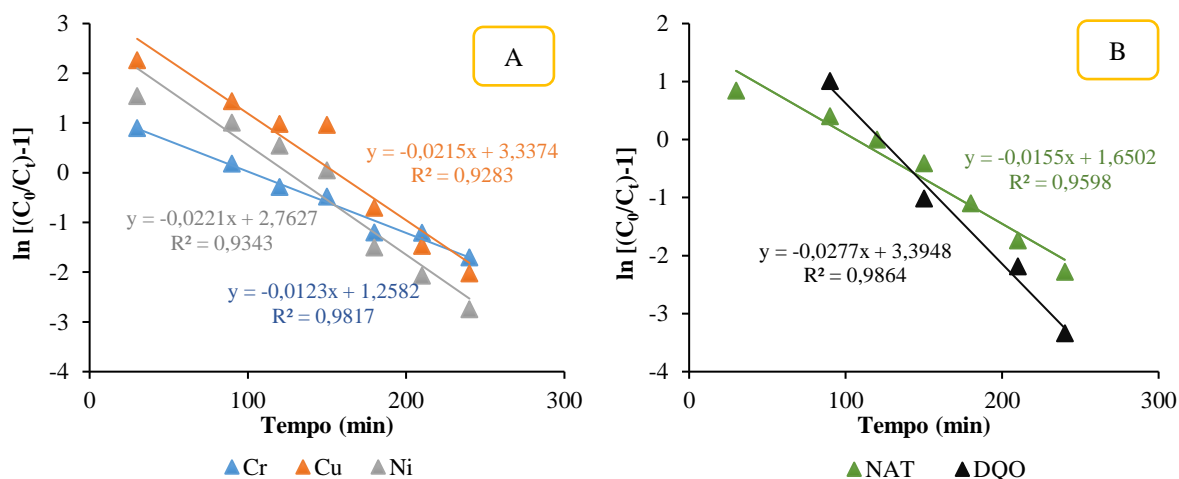 A
ln [(C₀/Cₜ)-1]
3
2
1
0
-1
-2
-3
-4
y = -0,0215x + 3,3374
R² = 0,9283
y = -0,0221x + 2,7627
R² = 0,9343
y = -0,0123x + 1,2582
R² = 0,9817
0 100 200 300
Tempo (min)
Cr Cu Ni
B
ln [(C₀/Cₜ)-1]
2
1
0
-1
-2
-3
-4
y = -0,0155x + 1,6502
R² = 0,9598
y = -0,0277x + 3,3948
R² = 0,9864
0 100 200 300
Tempo (min)
NAT DQO